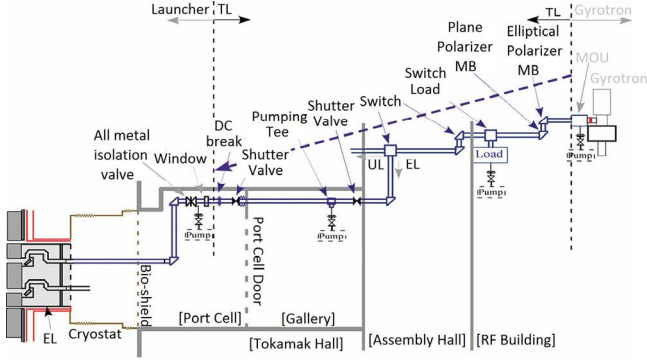 Launcher TL
TL Gyrotron
Plane
Polarizer
MB
Elliptical
Polarizer
MB
MOU
Gyrotron
Switch
Load
Switch
Shutter
Valve
Pumping
Tee
DC
break
Shutter
Valve
Window
All metal
isolation
valve
UL
EL
Load
Pump
Pump
Pump
Pump
Port Cell Door
Bio-shield
EL
Cryostat
[Port Cell]
[Gallery]
[Tokamak Hall]
[Assembly Hall]
[RF Building]